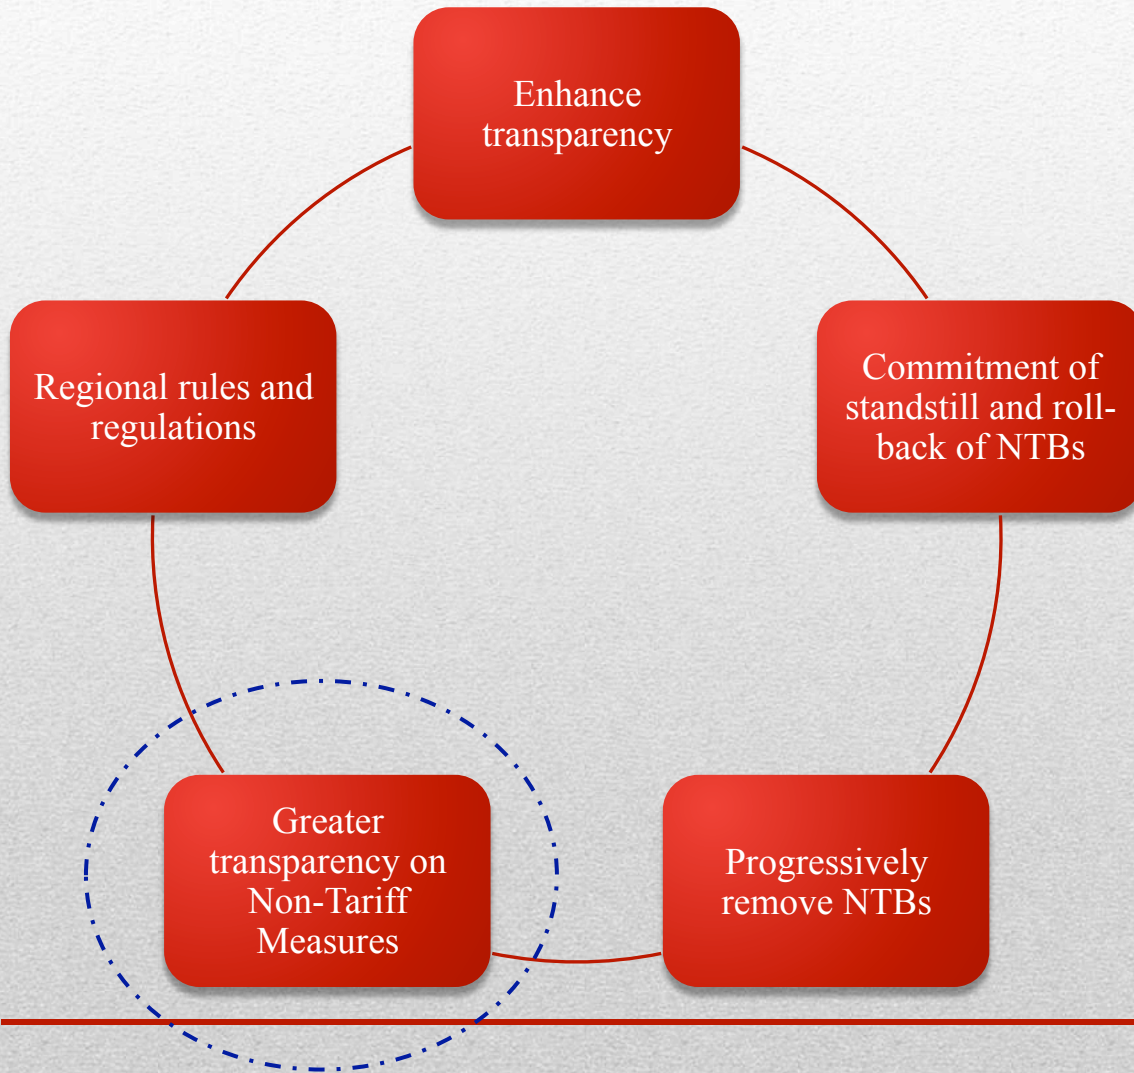 Enhance
transparency
Regional rules and
regulations
Commitment of
standstill and roll-
back of NTBs
Greater
transparency on
Non-Tariff
Measures
Progressively
remove NTBs